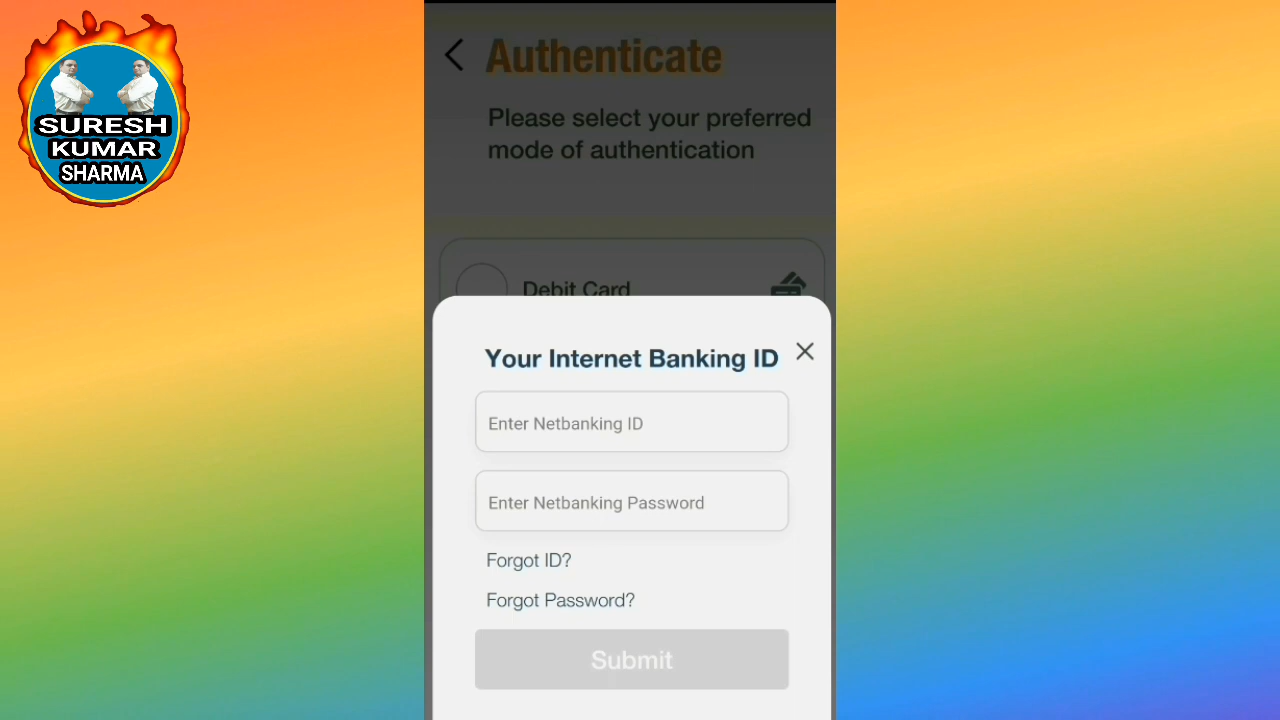 SURESH
KUMAR
SHARMA
Authenticate
Please select your preferred
mode of authentication
Debit Card
Your Internet Banking ID
Enter Netbanking ID
Enter Netbanking Password
Forgot ID?
Forgot Password?
Submit